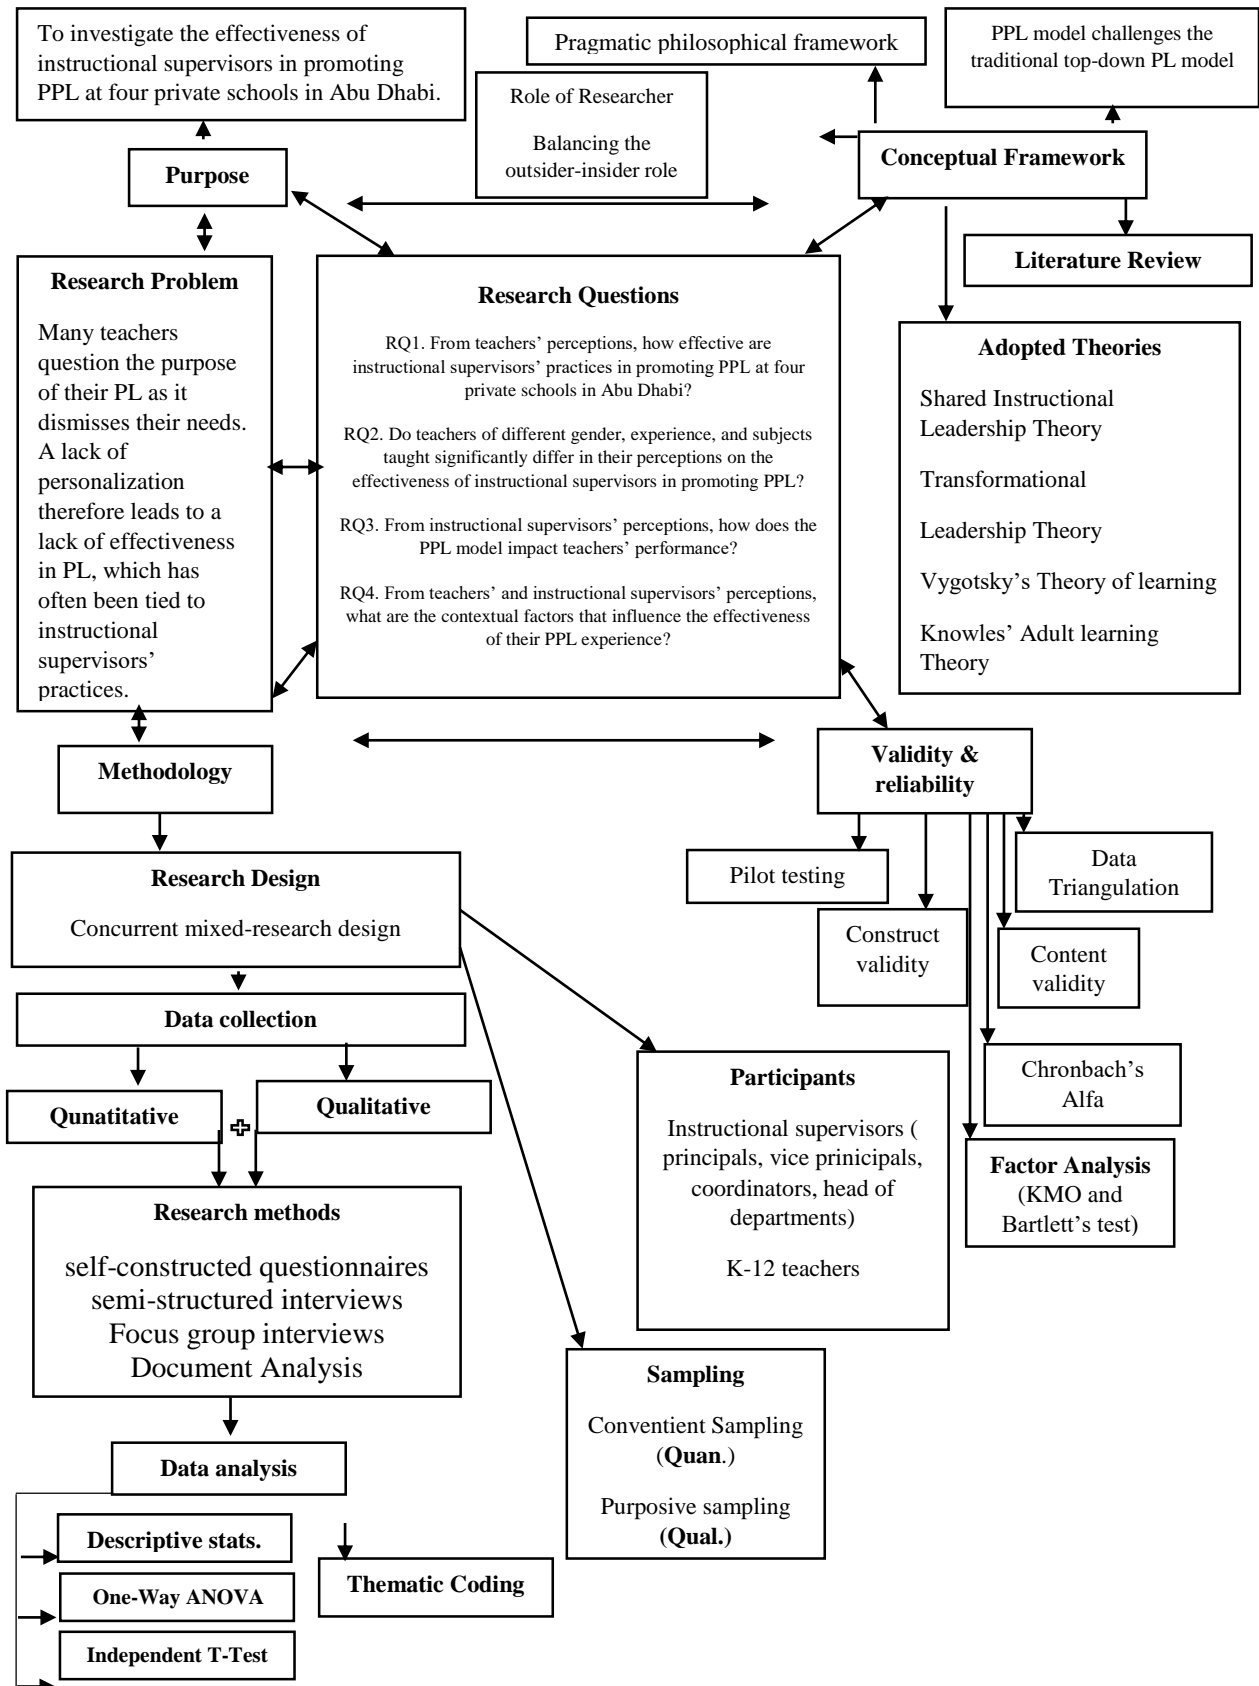 To investigate the effectiveness of
instructional supervisors in promoting
PPL at four private schools in Abu Dhabi.
Pragmatic philosophical framework
PPL model challenges the
traditional top-down PL model
Role of Researcher
Balancing the
outsider-insider role
Purpose
Conceptual Framework
Literature Review
Research Problem
Many teachers
question the purpose
of their PL as it
dismisses their needs.
A lack of
personalization
therefore leads to a
lack of effectiveness
in PL, which has
often been tied to
instructional
supervisors’
practices.
Research Questions
RQ1. From teachers’ perceptions, how effective are
instructional supervisors’ practices in promoting PPL at four
private schools in Abu Dhabi?
RQ2. Do teachers of different gender, experience, and subjects
taught significantly differ in their perceptions on the
effectiveness of instructional supervisors in promoting PPL?
RQ3. From instructional supervisors’ perceptions, how does the
PPL model impact teachers’ performance?
RQ4. From teachers’ and instructional supervisors’ perceptions,
what are the contextual factors that influence the effectiveness
of their PPL experience?
Adopted Theories
Shared Instructional
Leadership Theory
Transformational
Leadership Theory
Vygotsky’s Theory of learning
Knowles’ Adult learning
Theory
Methodology
Validity &
reliability
Research Design
Concurrent mixed-research design
Pilot testing
Data
Triangulation
Construct
validity
Content
validity
Data collection
Qunatitative
Qualitative
Chronbach’s
Alfa
Participants
Instructional supervisors (
principals, vice prinicipals,
coordinators, head of
departments)
K-12 teachers
Factor Analysis
(KMO and
Bartlett’s test)
Research methods
self-constructed questionnaires
semi-structured interviews
Focus group interviews
Document Analysis
Sampling
Conventient Sampling
(Quan.)
Purposive sampling
(Qual.)
Data analysis
Descriptive stats.
One-Way ANOVA
Independent T-Test
Thematic Coding